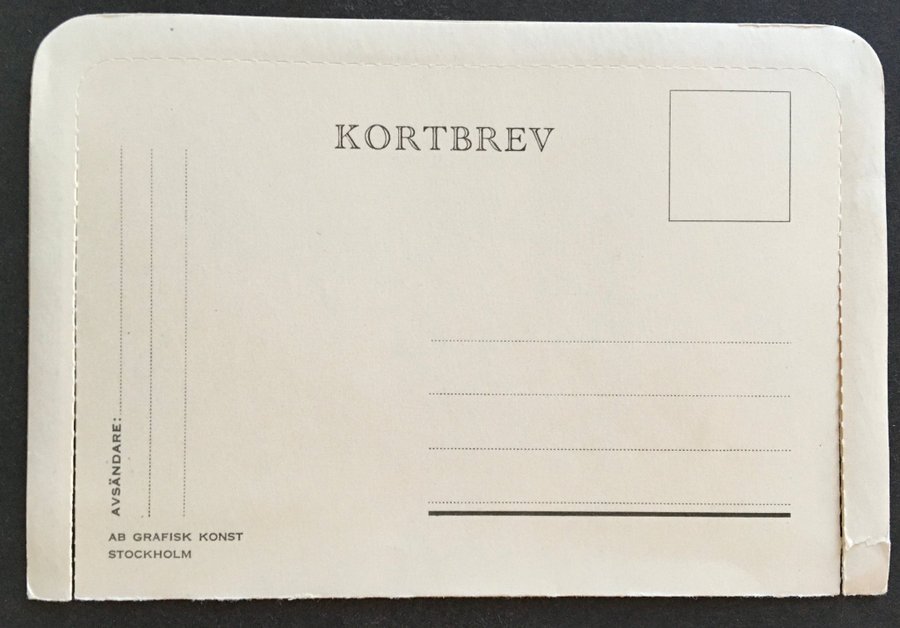 KORTBREV
AVSÄNDARE:
AB GRAFISK KONST
STOCKHOLM